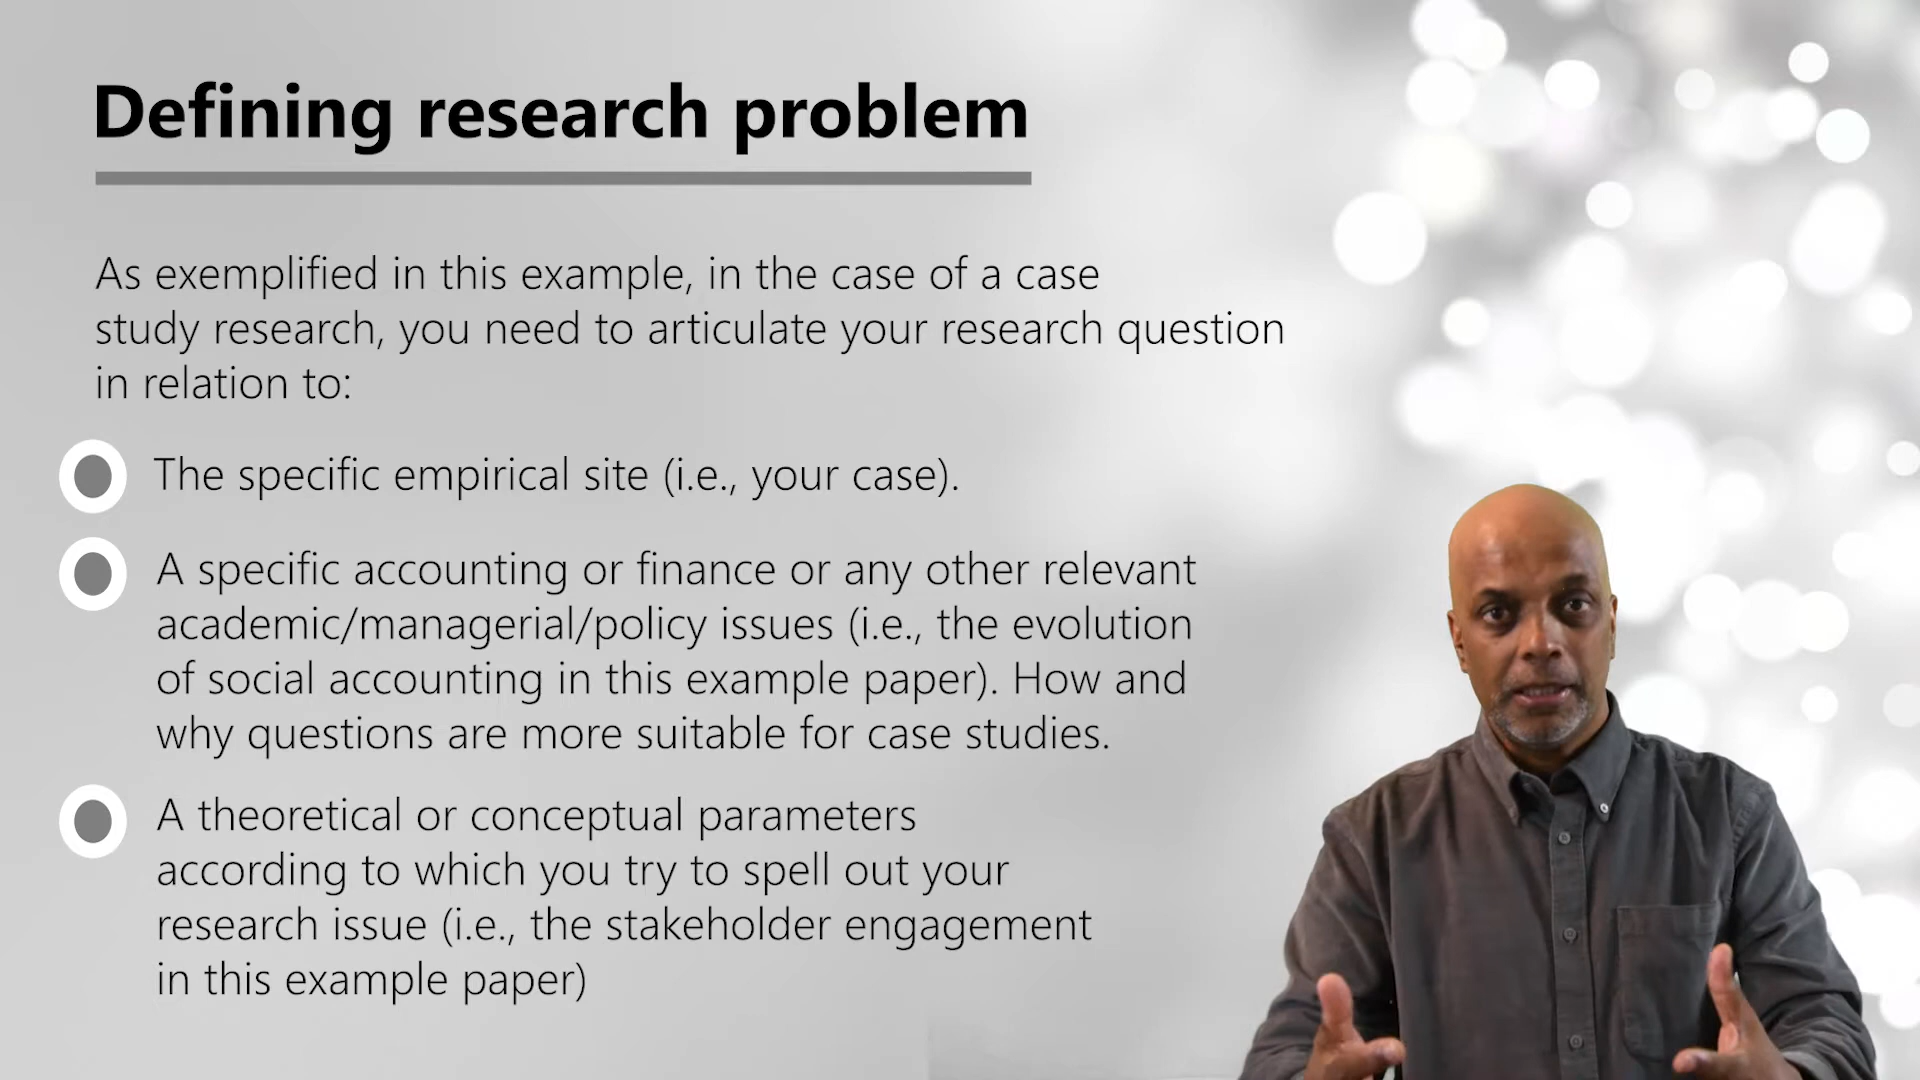 Defining research problem
As exemplified in this example, in the case of a case
study research, you need to articulate your research question
in relation to:
The specific empirical site (i.e., your case).
A specific accounting or finance or any other relevant
academic/managerial/policy issues (i.e., the evolution
of social accounting in this example paper). How and
why questions are more suitable for case studies.
A theoretical or conceptual parameters
according to which you try to spell out your
research issue (i.e., the stakeholder engagement
in this example paper)